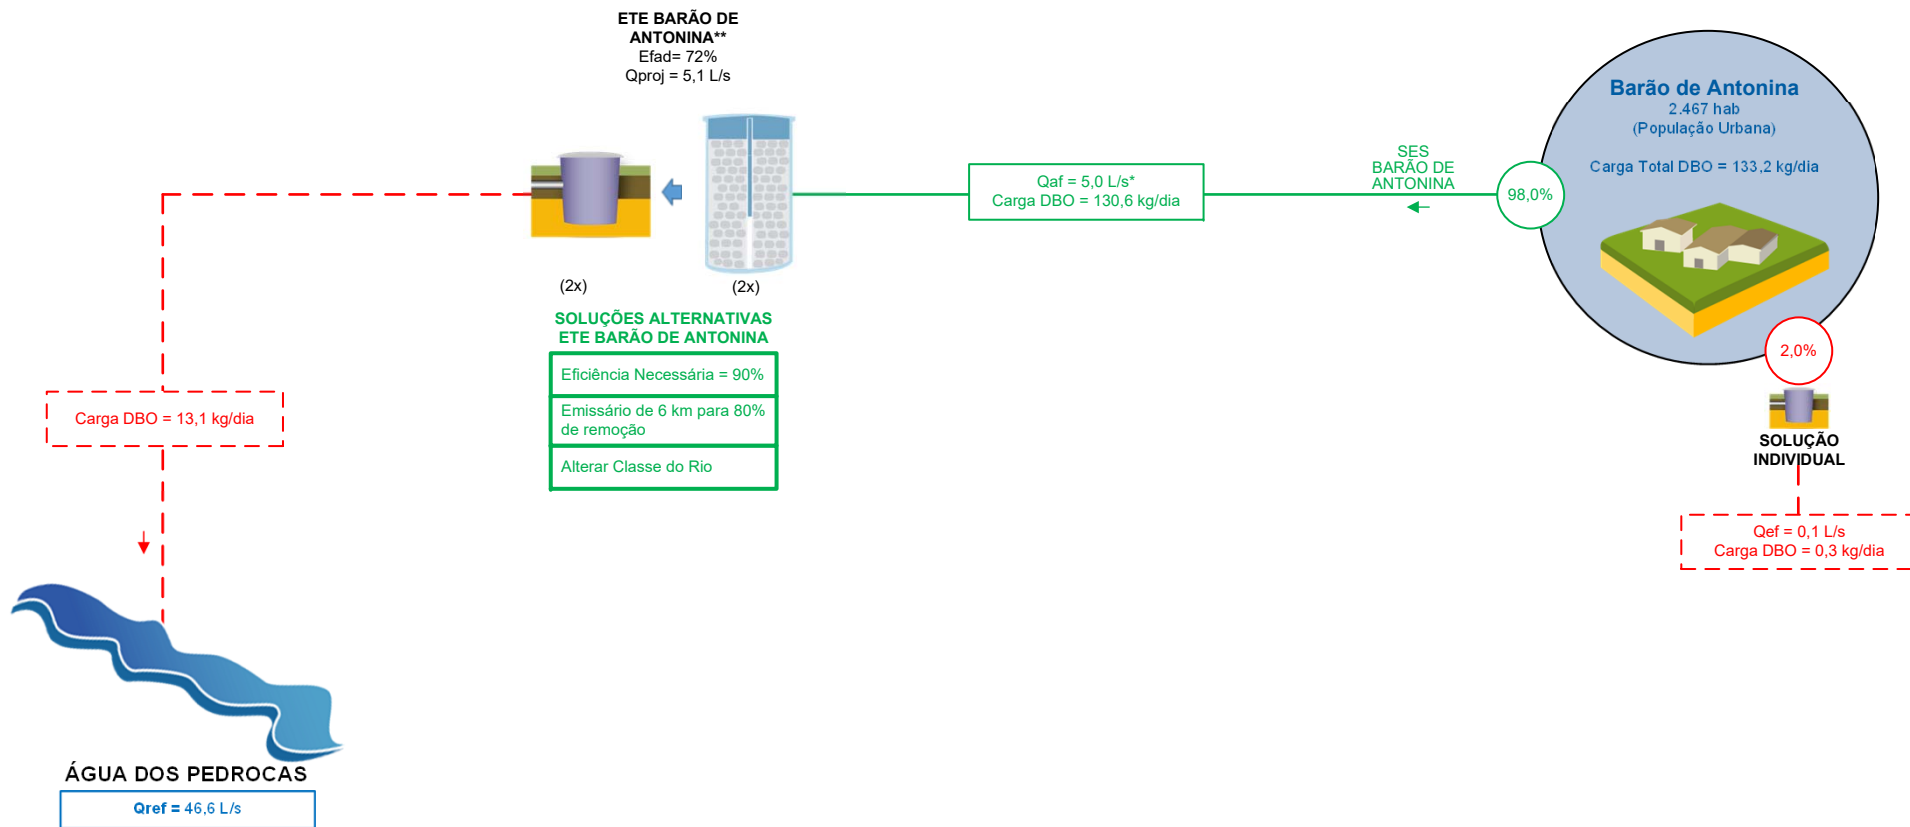 ETE BARÃO DE
ANTONINA**
Efad= 72%
Qproj = 5,1 L/s
(2x)
(2x)
SOLUÇÕES ALTERNATIVAS
ETE BARÃO DE ANTONINA
Eficiência Necessária = 90%
Emissário de 6 km para 80%
de remoção
Alterar Classe do Rio
Qaf = 5,0 L/s*
Carga DBO = 130,6 kg/dia
SES
BARÃO DE
ANTONINA
98,0%
Barão de Antonina
2.467 hab
(População Urbana)
Carga Total DBO = 133,2 kg/dia
2,0%
SOLUÇÃO
INDIVIDUAL
Qef = 0,1 L/s
Carga DBO = 0,3 kg/dia
Carga DBO = 13,1 kg/dia
ÁGUA DOS PEDROCAS
Qref = 46,6 L/s